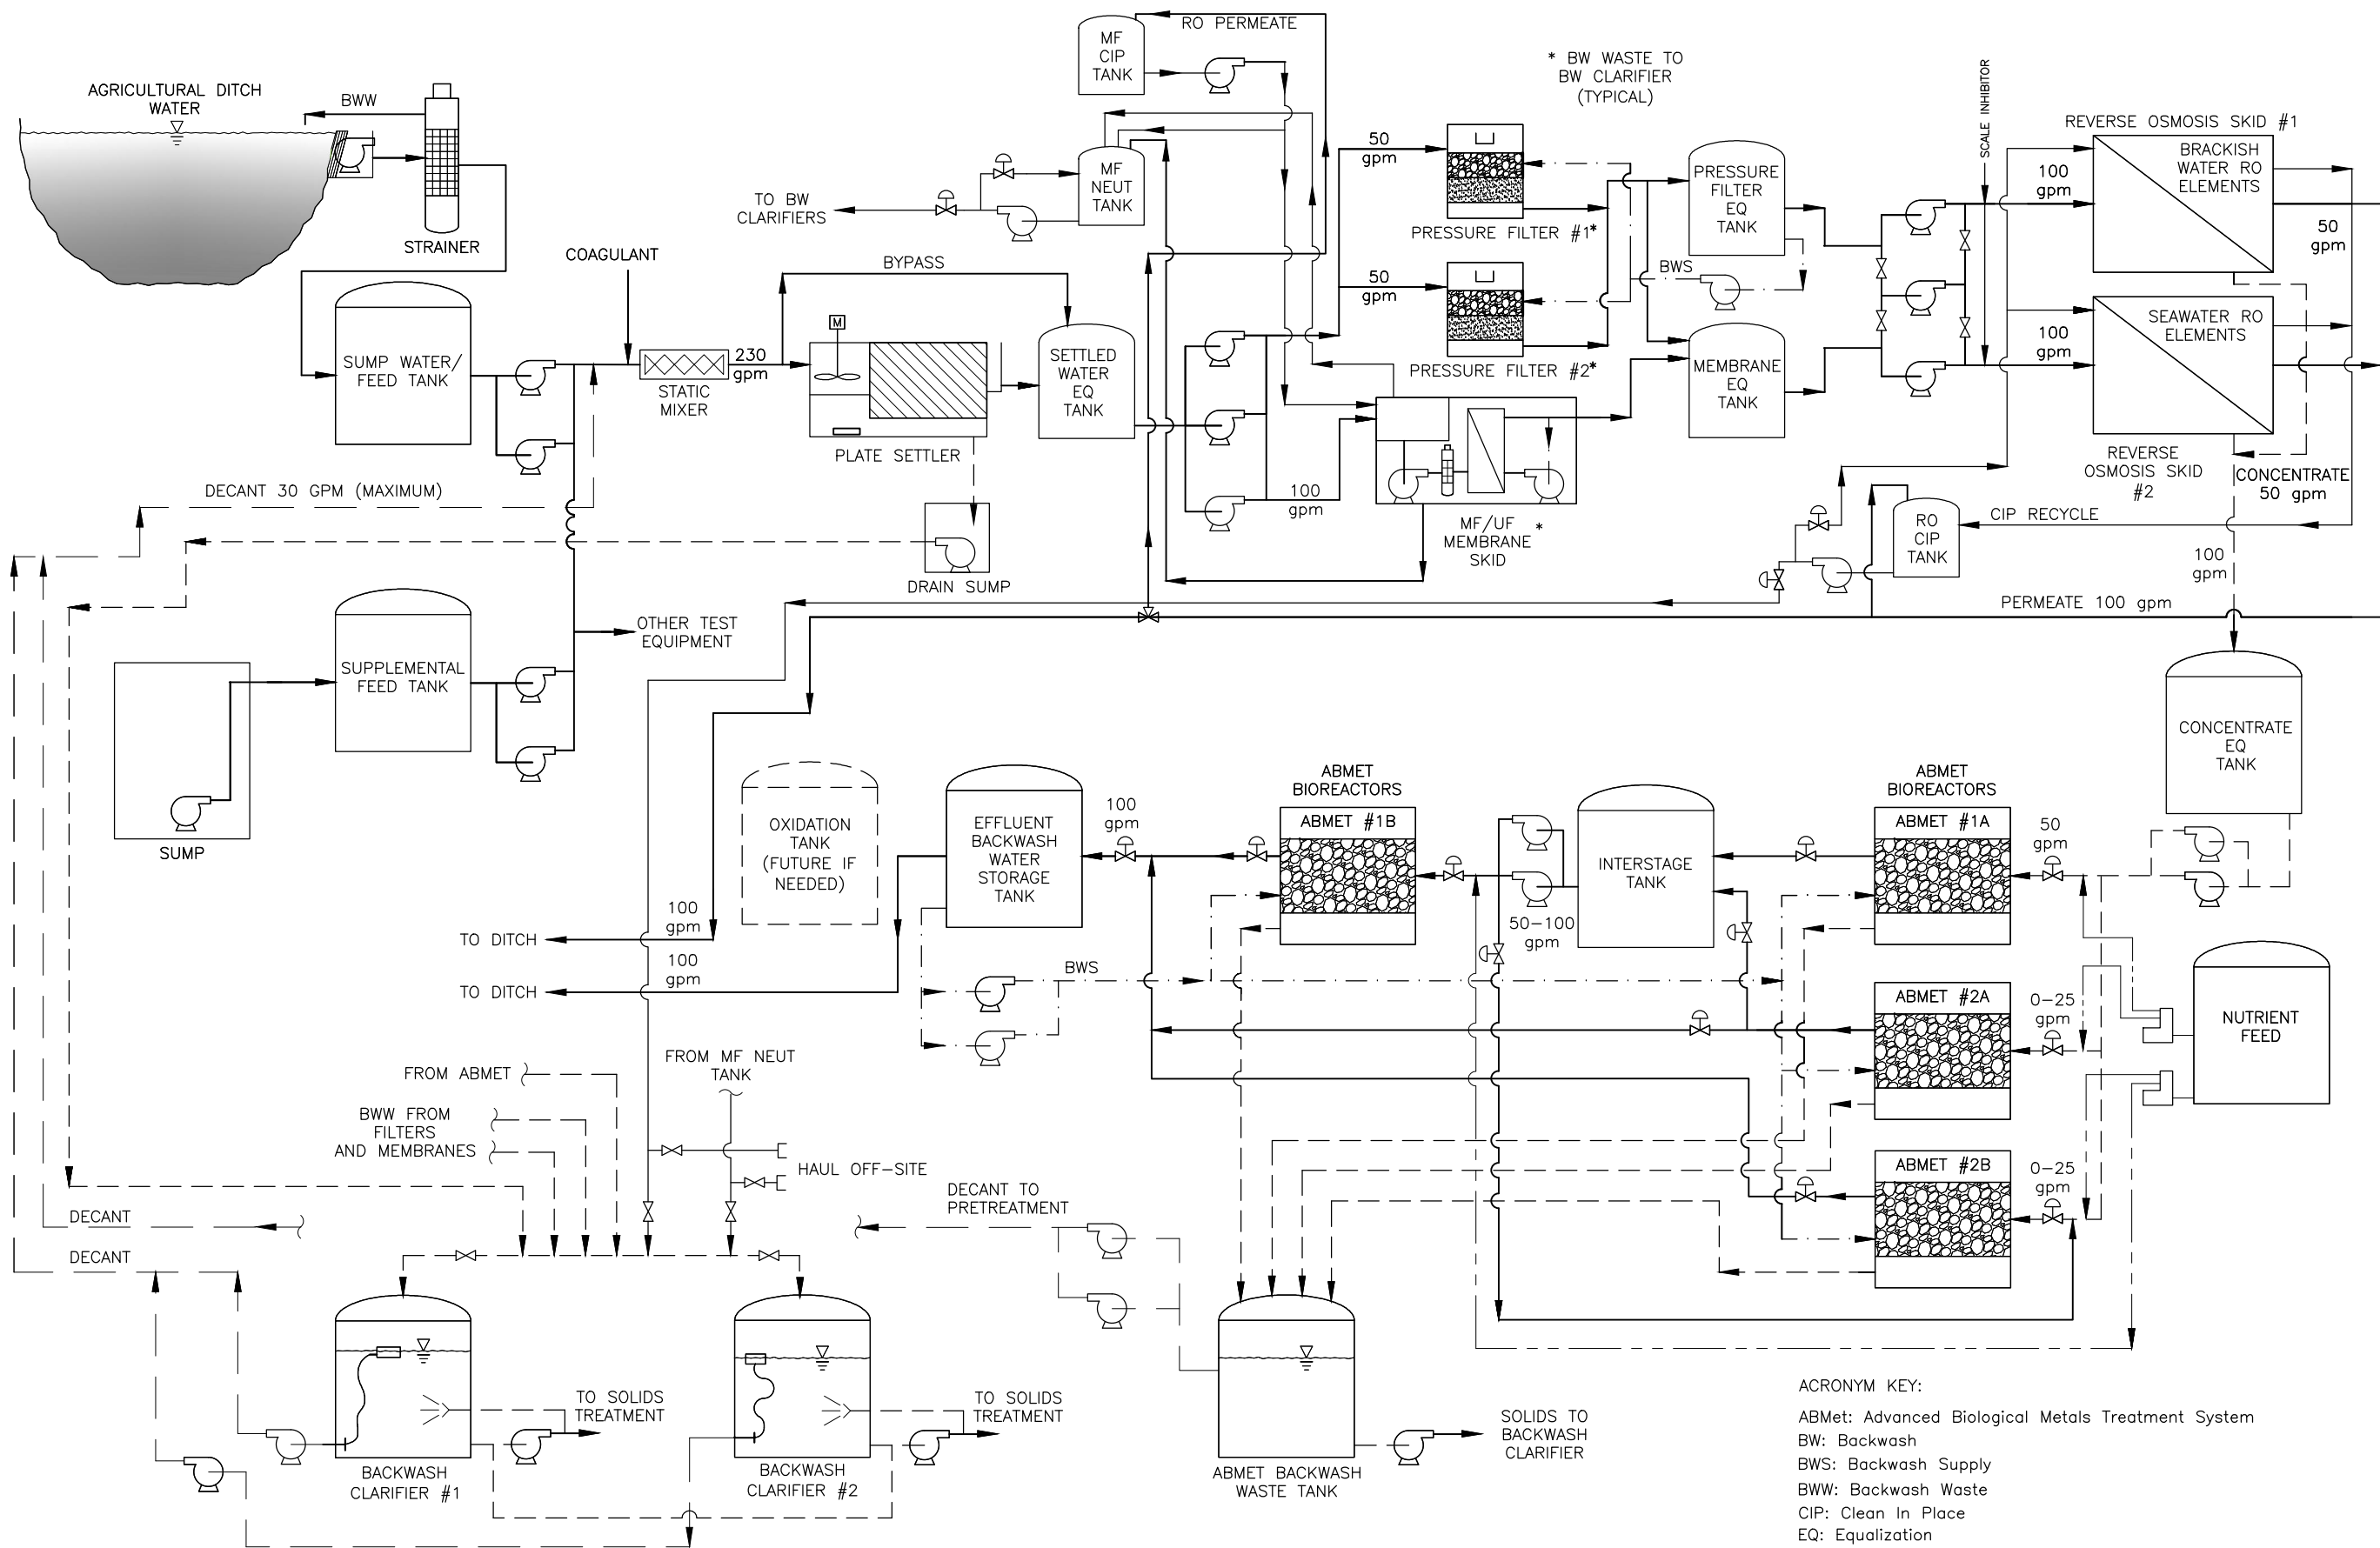 RO PERMEATE
MF
CIP
TANK
* BW WASTE TO
BW CLARIFIER
(TYPICAL)
AGRICULTURAL DITCH
WATER
BWW
STRAINER
SCALE INHIBITOR
REVERSE OSMOSIS SKID #1
BRACKISH
WATER RO
ELEMENTS
100
gpm
50
gpm
50
gpm
PRESSURE FILTER #1*
PRESSURE
FILTER
EQ
TANK
MF
NEUT
TANK
TO BW
CLARIFIERS
COAGULANT
BYPASS
50
gpm
BWS
PRESSURE FILTER #2*
SEAWATER RO
ELEMENTS
100
gpm
REVERSE
OSMOSIS SKID
#2
CONCENTRATE
50 gpm
SUMP WATER/
FEED TANK
STATIC
MIXER
230
gpm
M
PLATE SETTLER
SETTLED
WATER
EQ
TANK
MEMBRANE
EQ
TANK
100
gpm
MF/UF *
MEMBRANE
SKID
DECANT 30 GPM (MAXIMUM)
DRAIN SUMP
RO
CIP
TANK
CIP RECYCLE
100
gpm
PERMEATE 100 gpm
OTHER TEST
EQUIPMENT
SUPPLEMENTAL
FEED TANK
SUMP
CONCENTRATE
EQ
TANK
OXIDATION
TANK
(FUTURE IF
NEEDED)
EFFLUENT
BACKWASH
WATER
STORAGE
TANK
100
gpm
ABMET
BIOREACTORS
ABMET #1B
INTERSTAGE
TANK
50-100
gpm
ABMET
BIOREACTORS
ABMET #1A
50
gpm
100
gpm
TO DITCH
100
gpm
TO DITCH
BWS
ABMET #2A
0-25
gpm
NUTRIENT
FEED
FROM MF NEUT
TANK
FROM ABMET
BWW FROM
FILTERS
AND MEMBRANES
HAUL OFF-SITE
ABMET #2B
0-25
gpm
DECANT TO
PRETREATMENT
DECANT
DECANT
TO SOLIDS
TREATMENT
TO SOLIDS
TREATMENT
BACKWASH
CLARIFIER #1
BACKWASH
CLARIFIER #2
ABMET BACKWASH
WASTE TANK
SOLIDS TO
BACKWASH
CLARIFIER
ACRONYM KEY:
ABMet: Advanced Biological Metals Treatment System
BW: Backwash
BWS: Backwash Supply
BWW: Backwash Waste
CIP: Clean In Place
EQ: Equalization